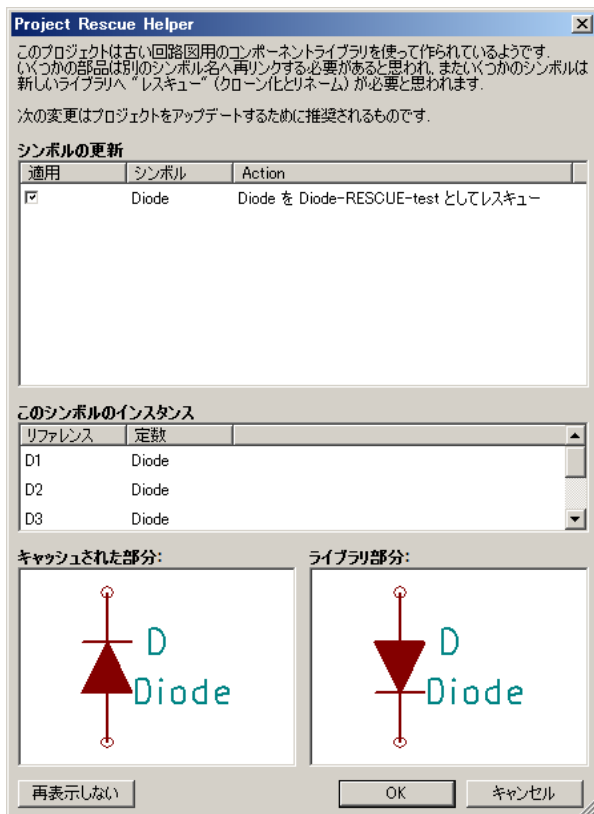 Project Rescue Helper
このプロジェクトは古い回路図用のコンポーネントライブラリを使って作られているようです.
いくつかの部品は別のシンボル名へ再リンクする必要があると思われ, またいくつかのシンボルは
新しいライブラリへ "レスキュー" (クローン化とリネーム) が必要と思われます.
次の変更はプロジェクトをアップデートするために推奨されるものです.
シンボルの更新
適用 シンボル Action
Diode Diode を Diode-RESCUE-test としてレスキュー
このシンボルのインスタンス
リファレンス 定数
D1 Diode
D2 Diode
D3 Diode
キャッシュされた部分: ライブラリ部分:
D D
Diode Diode
再表示しない OK キャンセル